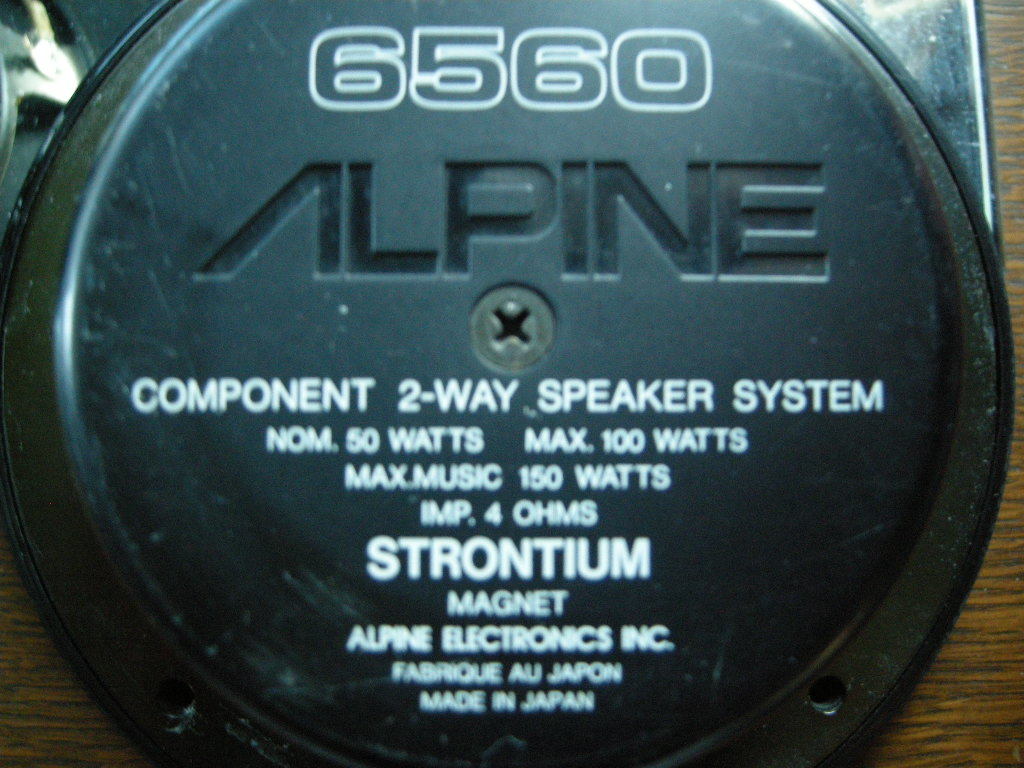 6560
ALPINE
COMPONENT 2-WAY SPEAKER SYSTEM
NOM. 50 WATTS MAX. 100 WATTS
MAX.MUSIC 150 WATTS
IMP. 4 OHMS
STRONTIUM
MAGNET
ALPINE ELECTRONICS INC.
FABRIQUE AU JAPON
MADE IN JAPAN